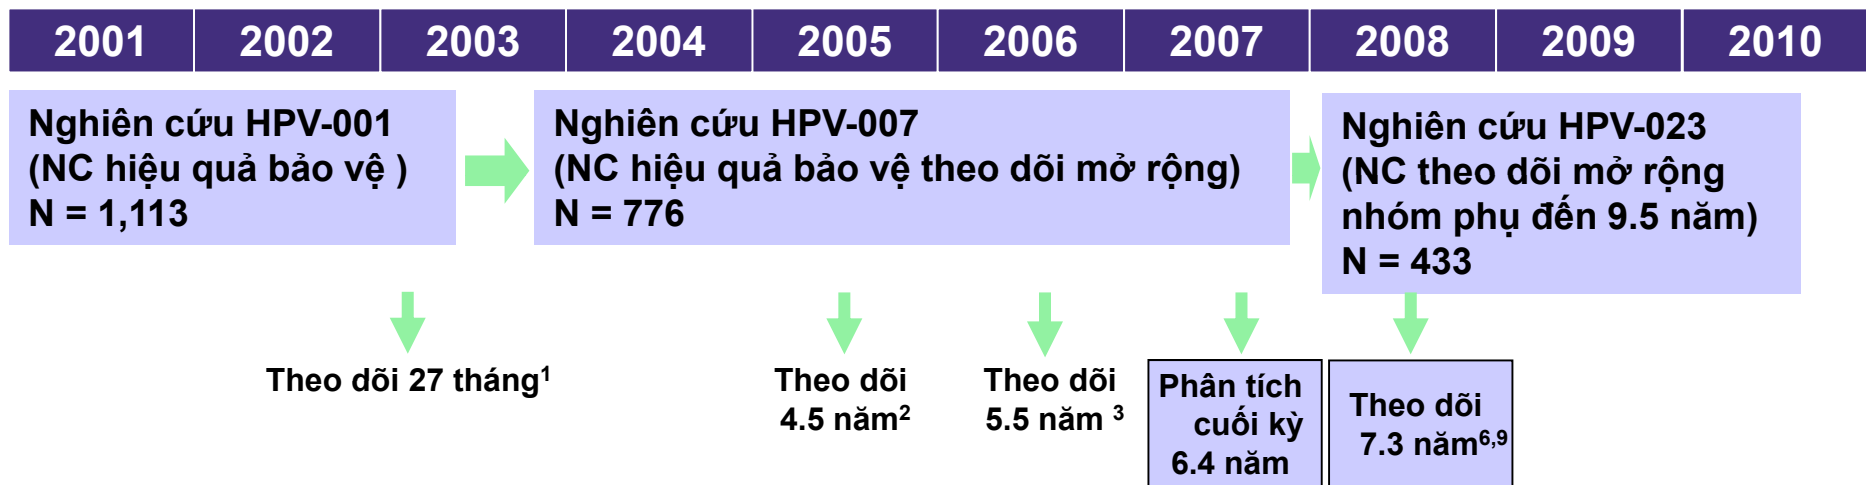 2001 2002 2003 2004 2005 2006 2007 2008 2009 2010
Nghiên cứu HPV-001
(NC hiệu quả bảo vệ )
N = 1,113
Nghiên cứu HPV-007
(NC hiệu quả bảo vệ theo dõi mở rộng)
N = 776
Nghiên cứu HPV-023
(NC theo dõi mở rộng
nhóm phụ đến 9.5 năm)
N = 433
Theo dõi 27 tháng¹
Theo dõi
4.5 năm²
Theo dõi
5.5 năm ³
Phân tích
cuối kỳ
6.4 năm
Theo dõi
7.3 năm⁶,⁹